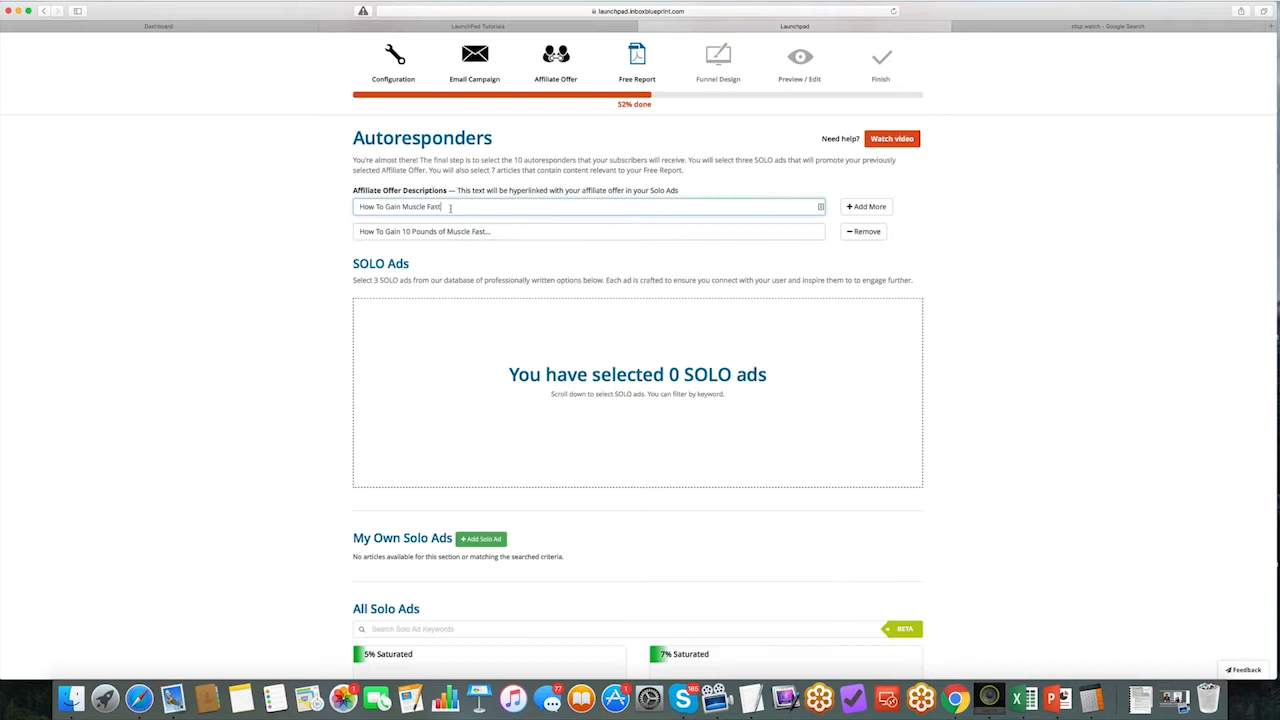 launchpad.inboxblueprint.com
Dashboard
LaunchPad Tutorials
Launchpad
stop watch - Google Search
Configuration
Email Campaign
Affiliate Offer
Free Report
Funnel Design
Preview / Edit
Finish
52% done
Autoresponders
Need help?
Watch video
You're almost there! The final step is to select the 10 autoresponders that your subscribers will receive. You will select three SOLO ads that will promote your previously
selected Affiliate Offer. You will also select 7 articles that contain content relevant to your Free Report.
Affiliate Offer Descriptions — This text will be hyperlinked with your affiliate offer in your Solo Ads
How To Gain Muscle Fast
+ Add More
How To Gain 10 Pounds of Muscle Fast...
− Remove
SOLO Ads
Select 3 SOLO ads from our database of professionally written options below. Each ad is crafted to ensure you connect with your user and inspire them to to engage further.
You have selected 0 SOLO ads
Scroll down to select SOLO ads. You can filter by keyword.
My Own Solo Ads
+ Add Solo Ad
No articles available for this section or matching the searched criteria.
All Solo Ads
Search Solo Ad Keywords
BETA
5% Saturated
7% Saturated
Feedback
1
77
1
165